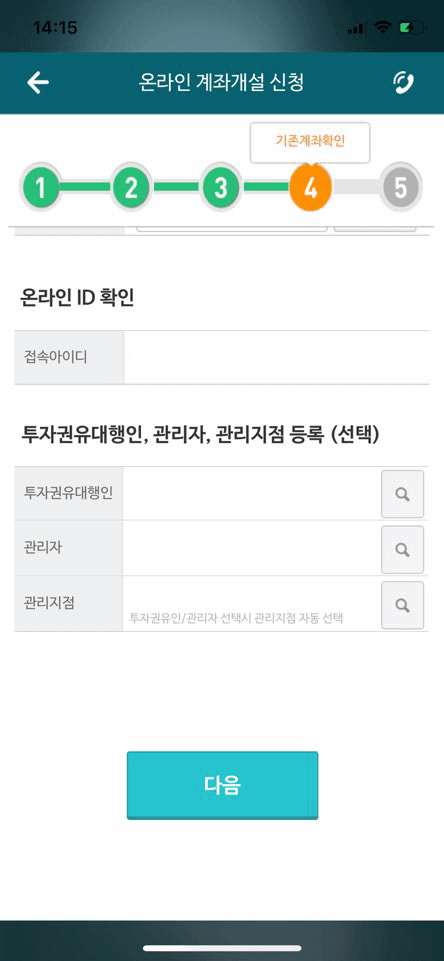 14:15
온라인 계좌개설 신청
기존계좌확인
1 2 3 4 5
온라인 ID 확인
접속아이디
투자권유대행인, 관리자, 관리지점 등록 (선택)
투자권유대행인
관리자
관리지점
투자권유인/관리자 선택시 관리지점 자동 선택
다음